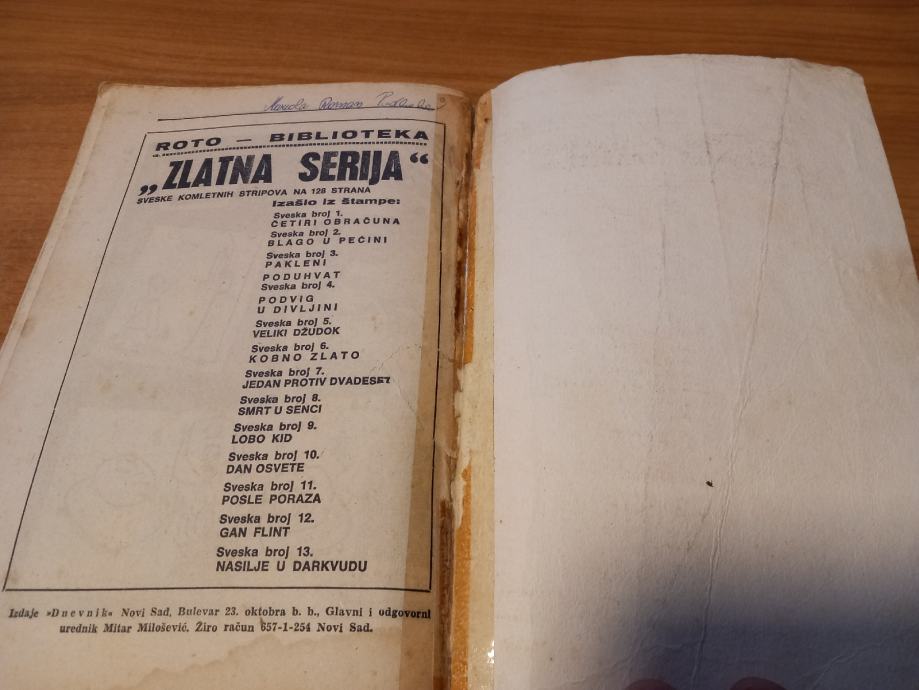 Roman
ROTO — BIBLIOTEKA
„ZLATNA SERIJA“
SVESKE KOMLETNIH STRIPOVA NA 128 STRANA
Izašlo iz štampe:
Sveska broj 1.
ČETIRI OBRAČUNA
Sveska broj 2.
BLAGO U PEĆINI
Sveska broj 3.
PAKLENI
PODUHVAT
Sveska broj 4.
PODVIG
U DIVLJINI
Sveska broj 5.
VELIKI DŽUDOK
Sveska broj 6.
KOBNO ZLATO
Sveska broj 7.
JEDAN PROTIV DVADESET
Sveska broj 8.
SMRT U SENCI
Sveska broj 9.
LOBO KID
Sveska broj 10.
DAN OSVETE
Sveska broj 11.
POSLE PORAZA
Sveska broj 12.
GAN FLINT
Sveska broj 13.
NASILJE U DARKVUDU
Izdaje »Dnevnik« Novi Sad, Bulevar 23. oktobra b. b., Glavni i odgovorni
urednik Mitar Milošević. Žiro račun 657-1-254 Novi Sad.